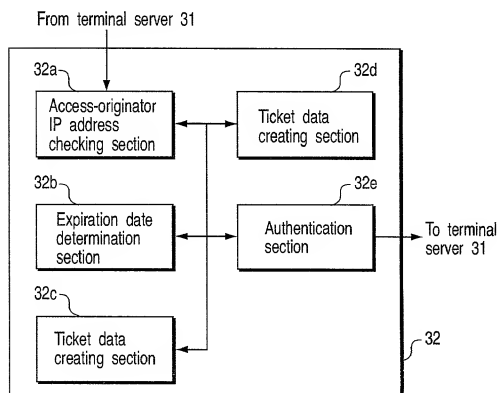 From terminal server 31
32a
Access-originator
IP address
checking section
32d
Ticket data
creating section
32b
Expiration date
determination
section
32e
Authentication
section
To terminal
server 31
32c
Ticket data
creating section
32